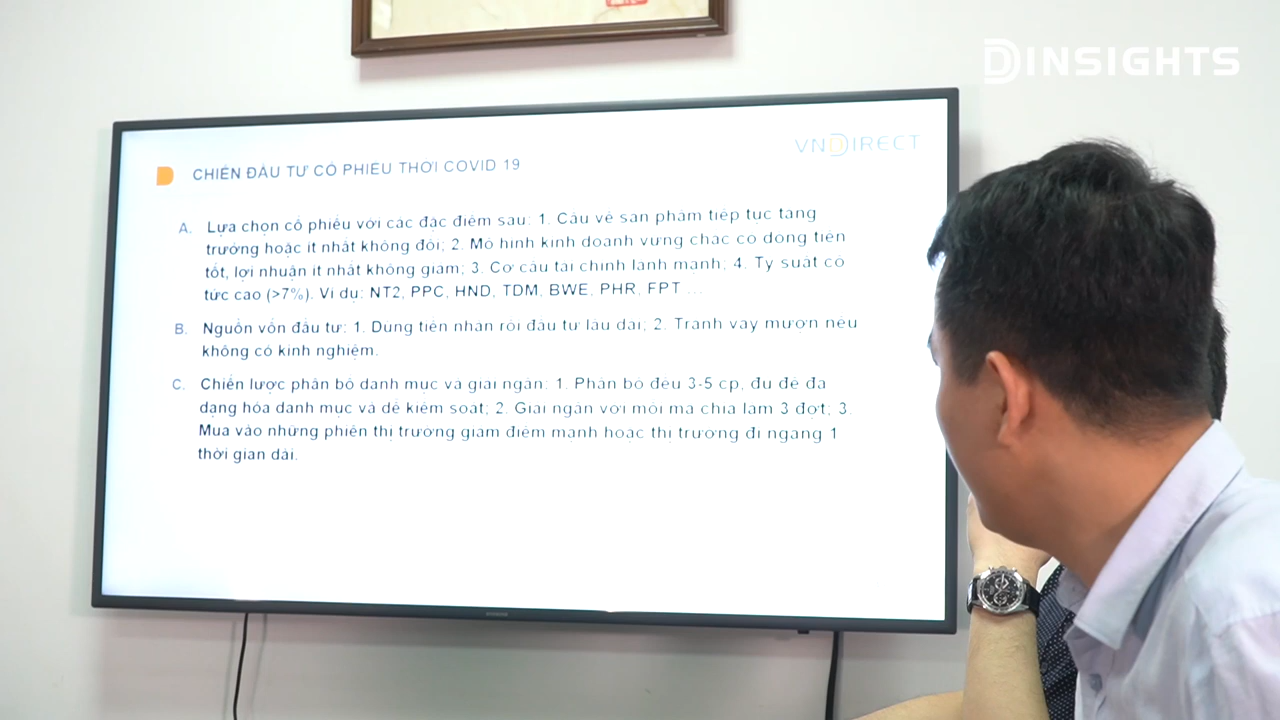 DINSIGHTS
VNDIRECT
CHIẾN ĐẦU TƯ CỔ PHIẾU THỜI COVID 19
A. Lựa chọn cổ phiếu với các đặc điểm sau: 1. Cầu về sản phẩm tiếp tục tăng
trưởng hoặc ít nhất không đổi; 2. Mô hình kinh doanh vững chắc có dòng tiền
tốt, lợi nhuận ít nhất không giảm; 3. Cơ cấu tài chính lành mạnh; 4. Tỷ suất cổ
tức cao (>7%). Ví dụ: NT2, PPC, HND, TDM, BWE, PHR, FPT ...
B. Nguồn vốn đầu tư: 1. Dùng tiền nhàn rỗi đầu tư lâu dài; 2. Tránh vay mượn nếu
không có kinh nghiệm.
C. Chiến lược phân bổ danh mục và giải ngân: 1. Phân bổ đều 3-5 cp, đủ để đa
dạng hóa danh mục và dễ kiểm soát; 2. Giải ngân với mỗi mã chia làm 3 đợt; 3.
Mua vào những phiên thị trường giảm điểm mạnh hoặc thị trường đi ngang 1
thời gian dài.